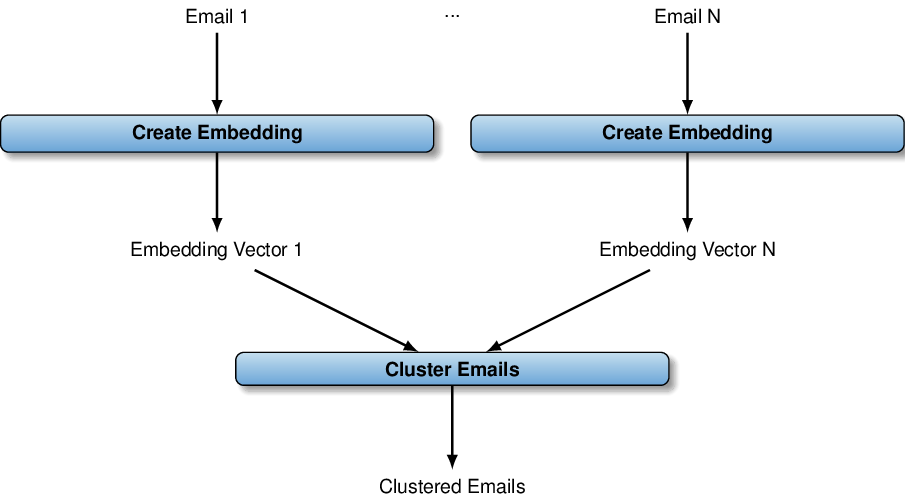 Email 1
...
Email N
Create Embedding
Create Embedding
Embedding Vector 1
Embedding Vector N
Cluster Emails
Clustered Emails